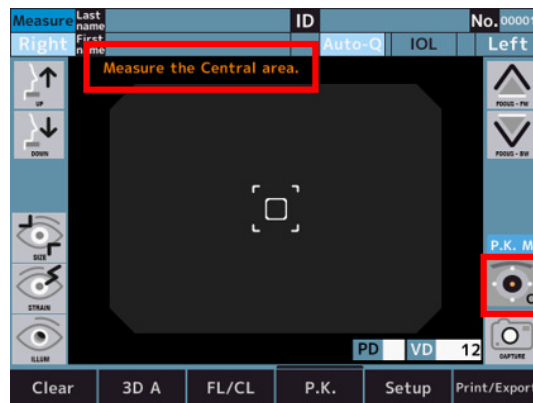 Measure Last name ID No. 00001
Right First name Auto-Q IOL Left
Measure the Central area.
UP
FOCUS - FW
DOWN
FOCUS - BW
SIZE
P.K. M
STRAIN
C
ILLUM
PD VD 12
CAPTURE
Clear 3D A FL/CL P.K. Setup Print/Export